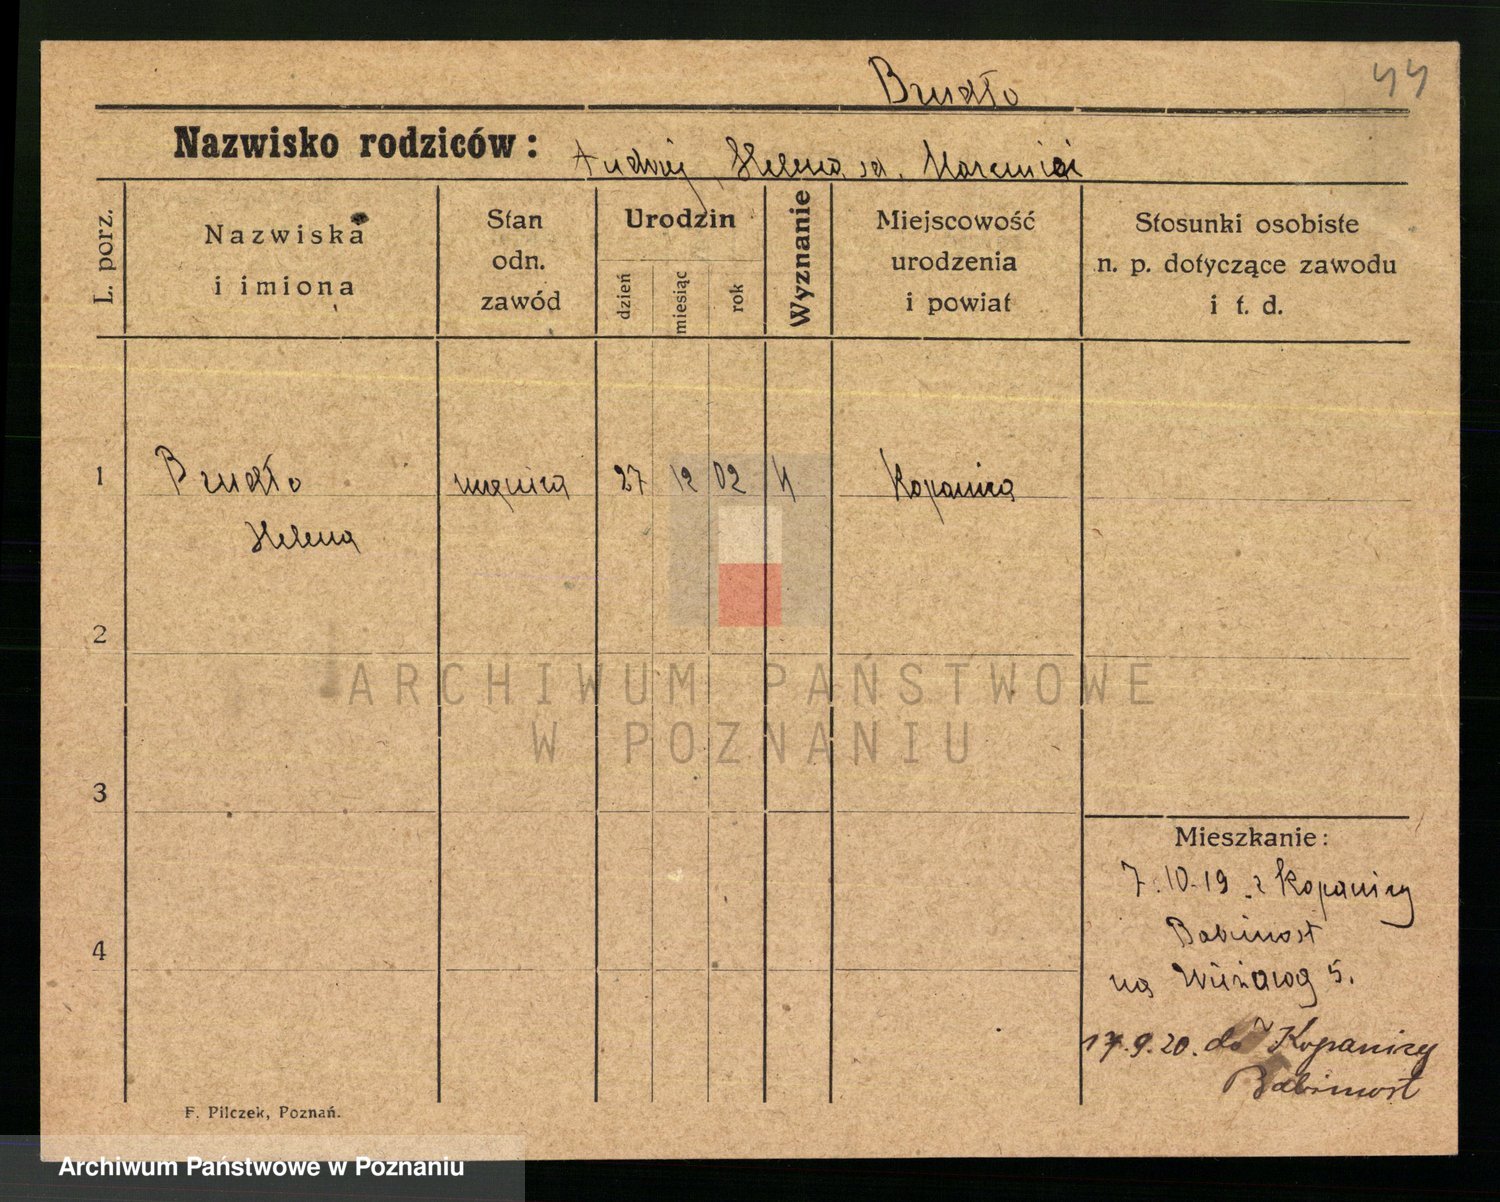 44
Brudło
Nazwisko rodziców: Andrzej, Helena
L. porz.
Nazwiska i imiona
Stan odn. zawód
Urodzin
dzień
miesiąc
rok
Wyznanie
Miejscowość urodzenia i powiat
Stosunki osobiste n. p. dotyczące zawodu i t. d.
1 Brudło 27 12 02 Kopanica
Helena
2
3
4
ARCHIWUM PAŃSTWOWE
W POZNANIU
Mieszkanie:
7.10.19 z Kopanicy
Babimost
na 5.
17.9.20. do Kopanicy
Babimost
F. Pilczek, Poznań.
Archiwum Państwowe w Poznaniu